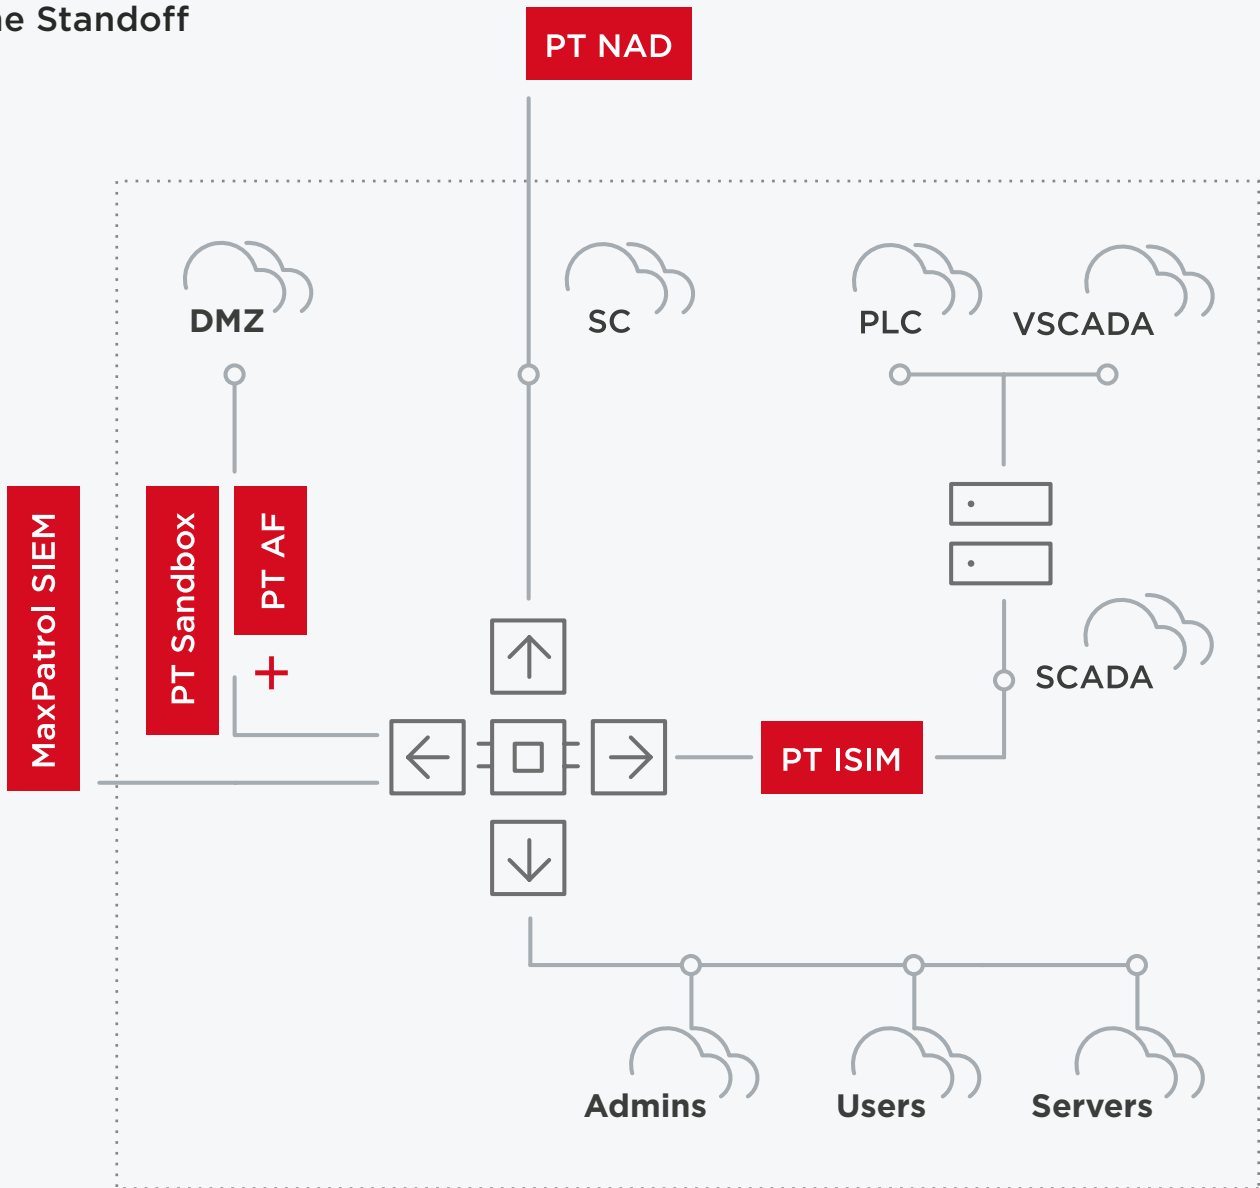 ne Standoff
PT NAD
DMZ
SC
PLC
VSCADA
MaxPatrol SIEM
PT Sandbox
PT AF
+
SCADA
PT ISIM
Admins
Users
Servers